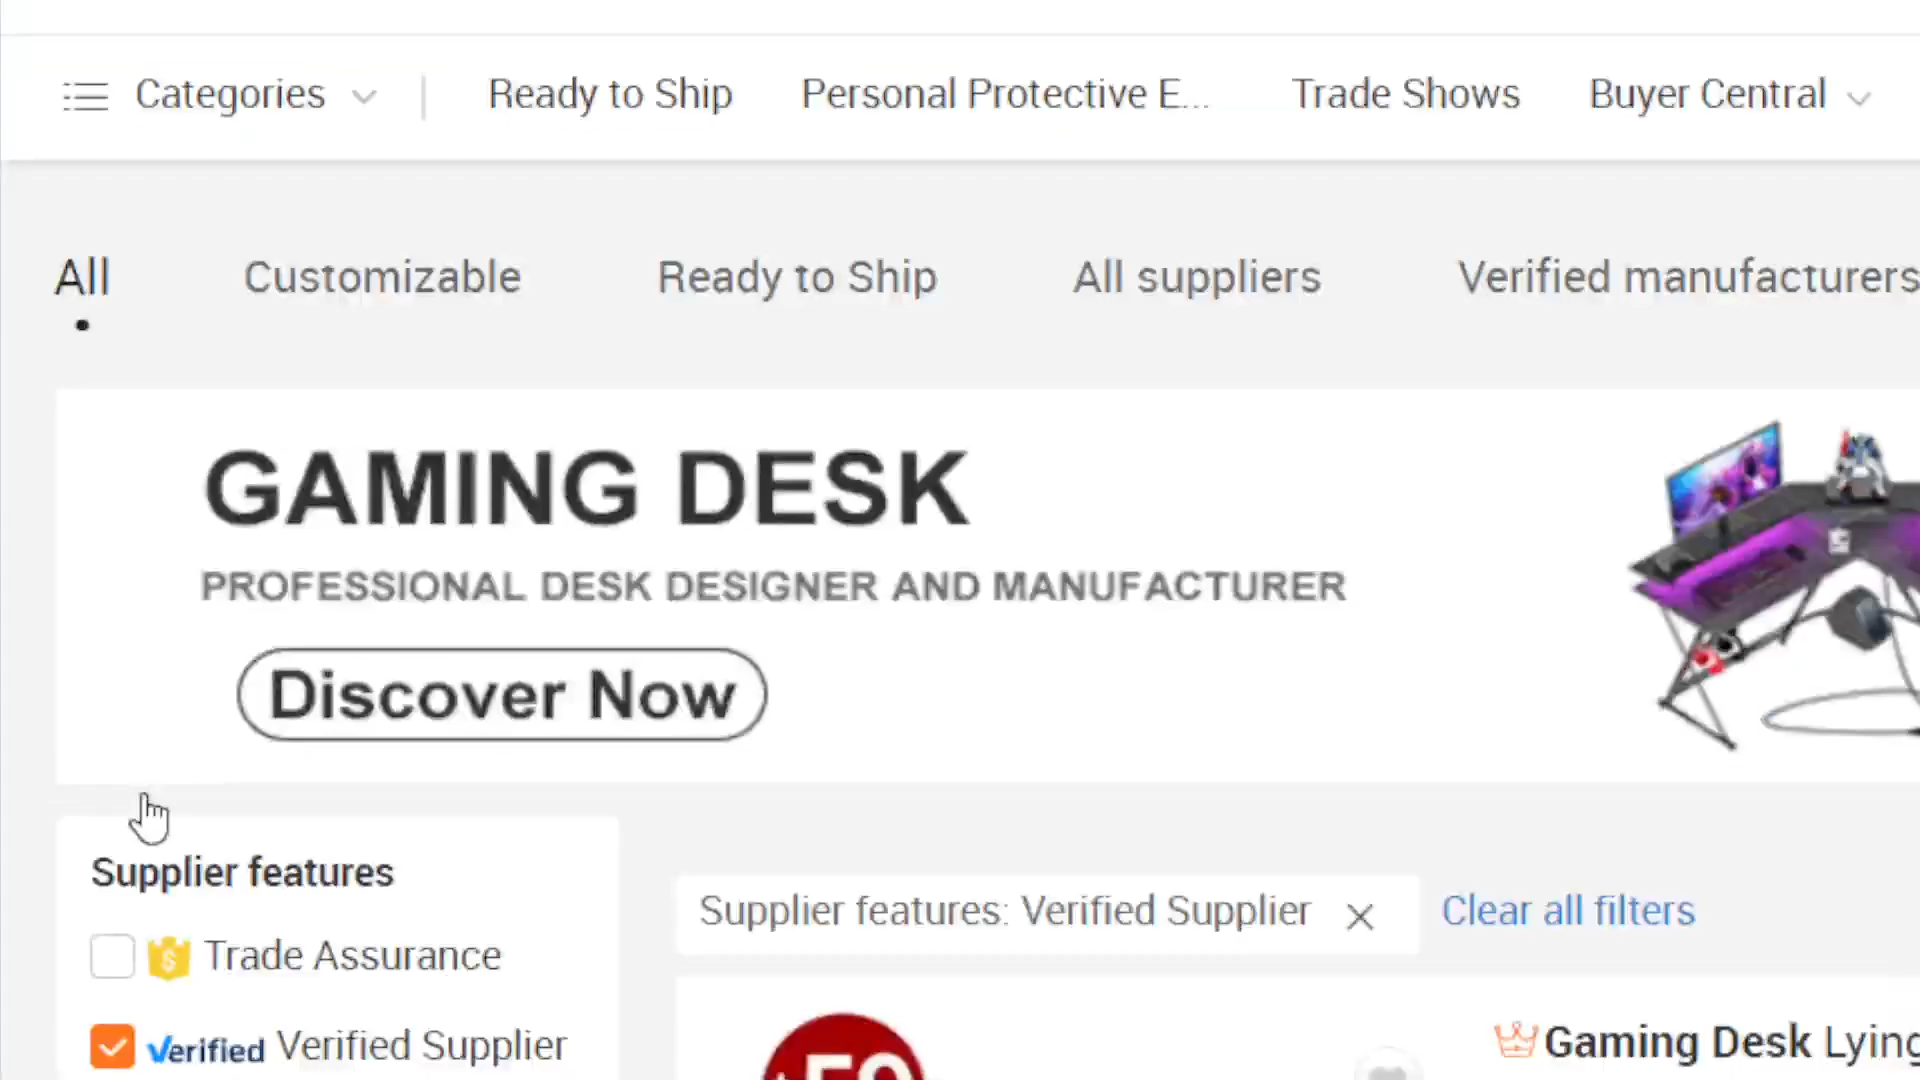 Categories Ready to Ship Personal Protective E... Trade Shows Buyer Central
All Customizable Ready to Ship All suppliers Verified manufacturers
GAMING DESK
PROFESSIONAL DESK DESIGNER AND MANUFACTURER
Discover Now
Supplier features
Supplier features: Verified Supplier Clear all filters
$ Trade Assurance
Verified Verified Supplier
Gaming Desk Lying